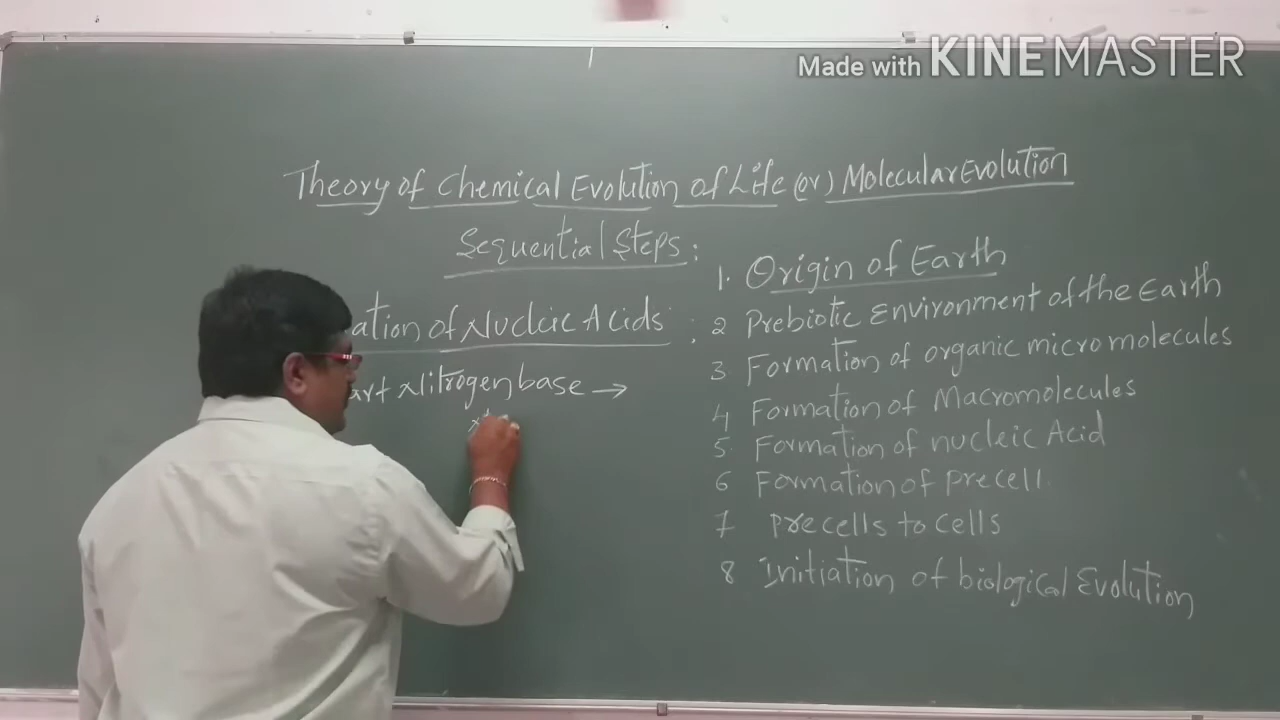 Made with KINEMASTER
Theory of Chemical Evolution of Life (or) Molecular Evolution
Sequential Steps :
ation of Nucleic Acids :
Nitrogen base →
1. Origin of Earth
2 Prebiotic Environment of the Earth
3 Formation of organic micro molecules
4 Formation of Macromolecules
5 Formation of nucleic Acid
6 Formation of precell
7 precells to cells
8 Initiation of biological Evolution